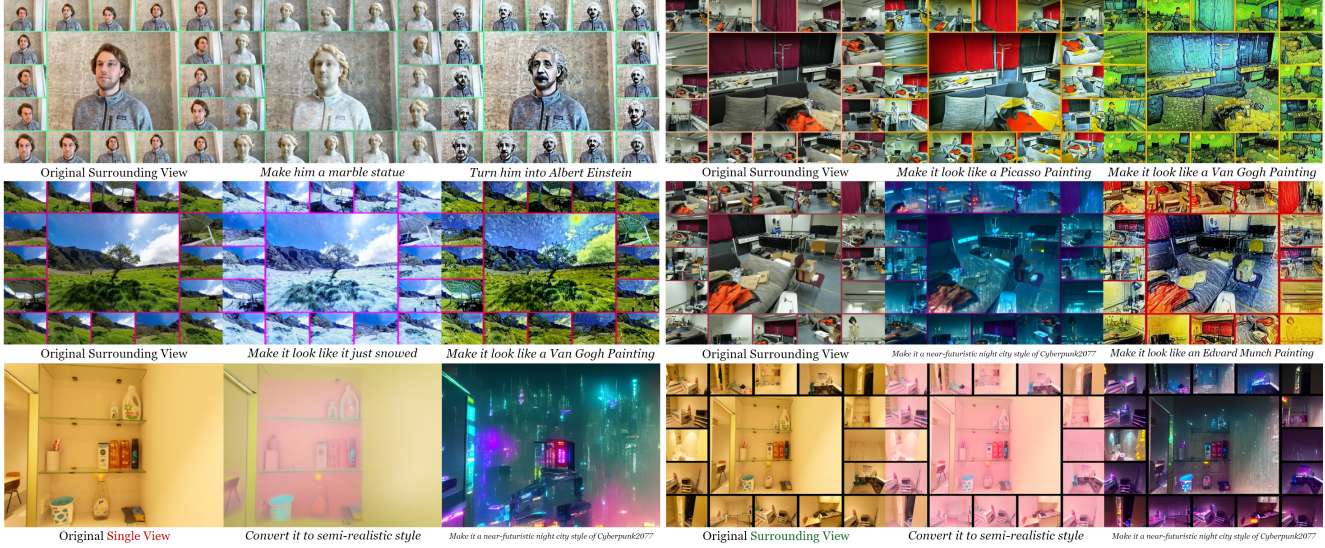 Original Surrounding View
Make him a marble statue
Turn him into Albert Einstein
Original Surrounding View
Make it look like a Picasso Painting
Make it look like a Van Gogh Painting
Original Surrounding View
Make it look like it just snowed
Make it look like a Van Gogh Painting
Original Surrounding View
Make it a near-futuristic night city style of Cyberpunk2077
Make it look like an Edvard Munch Painting
Original Single View
Convert it to semi-realistic style
Make it a near-futuristic night city style of Cyberpunk2077
Original Surrounding View
Convert it to semi-realistic style
Make it a near-futuristic night city style of Cyberpunk2077